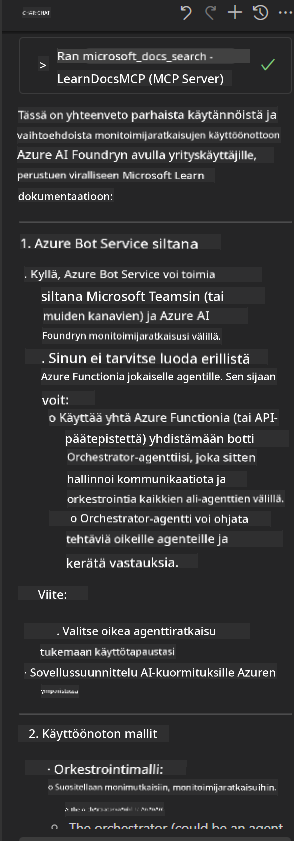 CHAT: CHAT
> Ran microsoft_docs_search -
LearnDocsMCP (MCP Server)
Tässä on yhteenveto parhaista käytännöistä ja
vaihtoehdoista monitoimijaratkaisujen käyttöönottoon
Azure AI Foundryn avulla yrityskäyttäjille,
perustuen viralliseen Microsoft Learn
dokumentaatioon:
1. Azure Bot Service siltana
. Kyllä, Azure Bot Service voi toimia
siltana Microsoft Teamsin (tai
muiden kanavien) ja Azure AI
Foundryn monitoimijaratkaisusi välillä.
. Sinun ei tarvitse luoda erillistä
Azure Functionia jokaiselle agentille. Sen sijaan
voit:
o Käyttää yhtä Azure Functionia (tai API-
päätepistettä) yhdistämään botti
Orchestrator-agenttiisi, joka sitten
hallinnoi kommunikaatiota ja
orkestrointia kaikkien ali-agenttien välillä.
o Orchestrator-agentti voi ohjata
tehtäviä oikeille agenteille ja
kerätä vastauksia.
Viite:
. Valitse oikea agenttiratkaisu
tukemaan käyttötapaustasi
· Sovellussuunnittelu AI-kuormituksille Azuren
2. Käyttöönoton mallit
· Orkestrointimalli:
o Suositellaan monimutkaisiin, monitoimijaratkaisuihin.
o The orchestrator (could be an agent